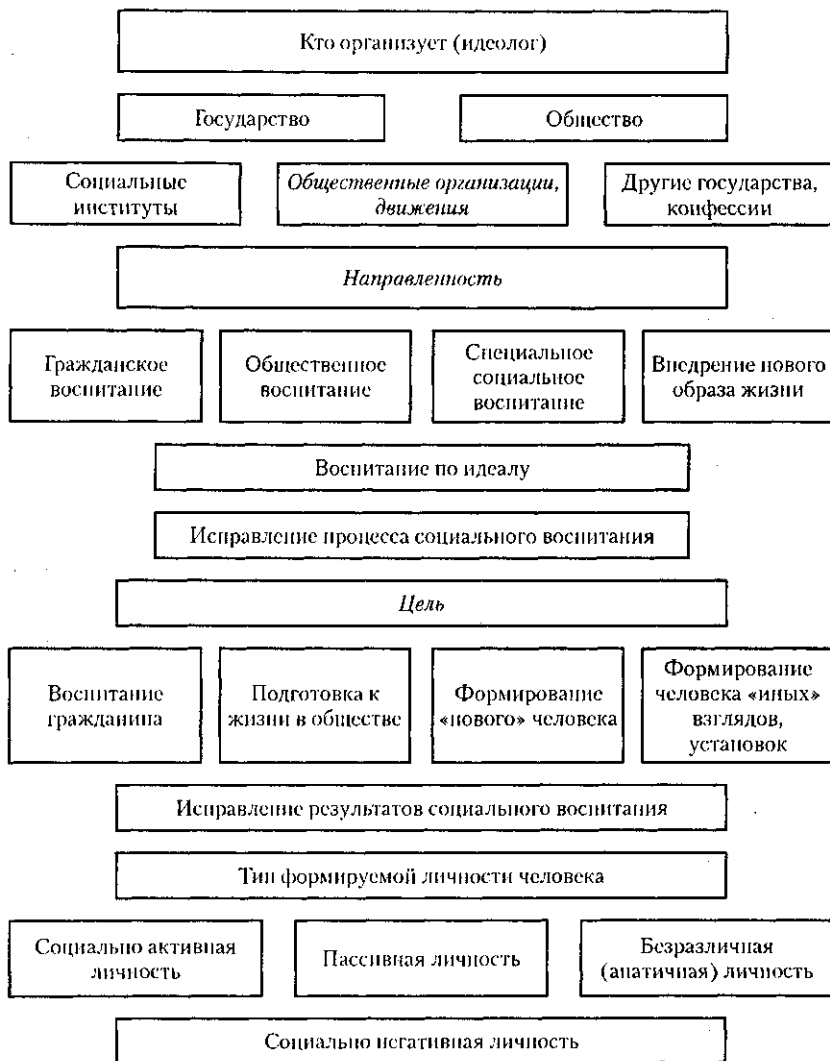 Кто организует (идеолог)
Государство
Общество
Социальные
институты
Общественные организации,
движения
Другие государства,
конфессии
Направленность
Гражданское
воспитание
Общественное
воспитание
Специальное
социальное
воспитание
Внедрение нового
образа жизни
Воспитание по идеалу
Исправление процесса социального воспитания
Цель
Воспитание
гражданина
Подготовка к
жизни в обществе
Формирование
«нового» человека
Формирование
человека «иных»
взглядов,
установок
Исправление результатов социального воспитания
Тип формируемой личности человека
Социально активная
личность
Пассивная личность
Безразличная
(апатичная) личность
Социально негативная личность